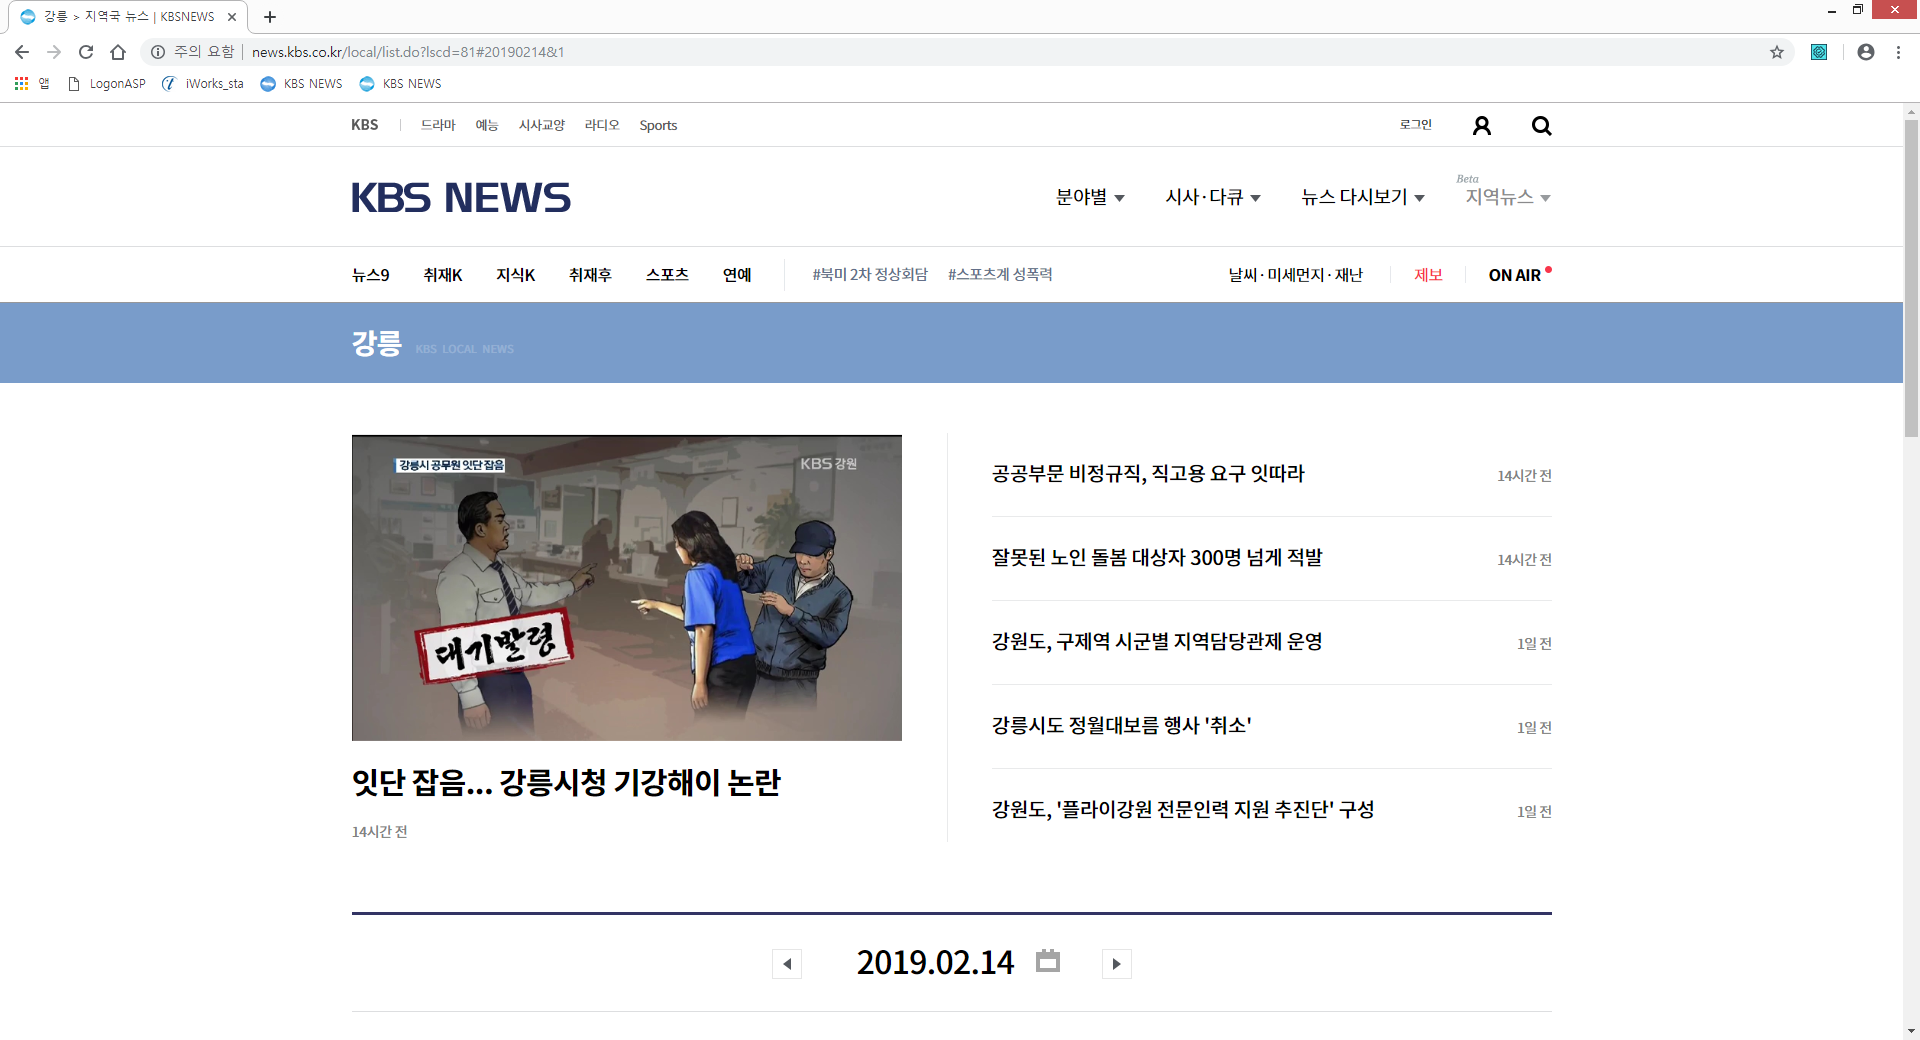 강릉 > 지역국 뉴스 | KBSNEWS
주의 요함 | news.kbs.co.kr/local/list.do?lscd=81#20190214&1
앱 LogonASP iWorks_sta KBS NEWS KBS NEWS
KBS 드라마 예능 시사교양 라디오 Sports 로그인
KBS NEWS
분야별 시사·다큐 뉴스 다시보기 Beta 지역뉴스
뉴스9 취재K 지식K 취재후 스포츠 연예 #북미 2차 정상회담 #스포츠계 성폭력 날씨·미세먼지·재난 제보 ON AIR
강릉 KBS LOCAL NEWS
강릉시 공무원 잇단 잡음
KBS 강원
대기발령
잇단 잡음... 강릉시청 기강해이 논란
14시간 전
공공부문 비정규직, 직고용 요구 잇따라 14시간 전
잘못된 노인 돌봄 대상자 300명 넘게 적발 14시간 전
강원도, 구제역 시군별 지역담당관제 운영 1일 전
강릉시도 정월대보름 행사 '취소' 1일 전
강원도, '플라이강원 전문인력 지원 추진단' 구성 1일 전
2019.02.14